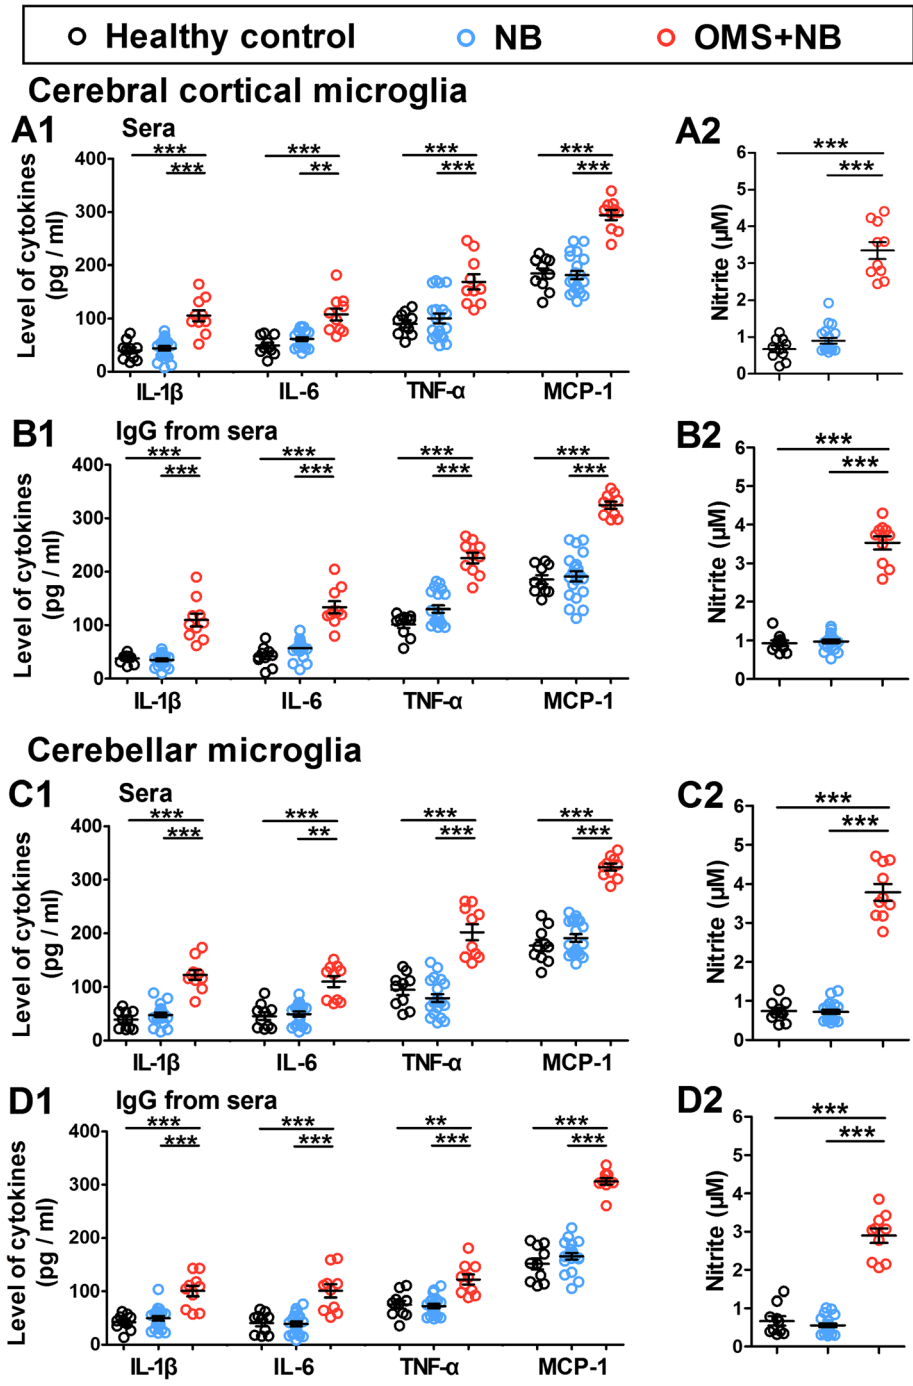 Healthy control NB OMS+NB
Cerebral cortical microglia
A1 Sera
*** *** *** ***
*** ** *** ***
Level of cytokines
(pg / ml)
400
300
200
100
0
IL-1β IL-6 TNF-α MCP-1
A2
***
***
Nitrite (μM)
6
5
4
3
2
1
0
B1 IgG from sera
*** *** *** ***
*** *** *** ***
Level of cytokines
(pg / ml)
400
300
200
100
0
IL-1β IL-6 TNF-α MCP-1
B2
***
***
Nitrite (μM)
6
5
4
3
2
1
0
Cerebellar microglia
C1 Sera
*** *** *** ***
*** ** *** ***
Level of cytokines
(pg / ml)
400
300
200
100
0
IL-1β IL-6 TNF-α MCP-1
C2
***
***
Nitrite (μM)
6
5
4
3
2
1
0
D1 IgG from sera
*** *** ** ***
*** *** *** ***
Level of cytokines
(pg / ml)
400
300
200
100
0
IL-1β IL-6 TNF-α MCP-1
D2
***
***
Nitrite (μM)
6
5
4
3
2
1
0